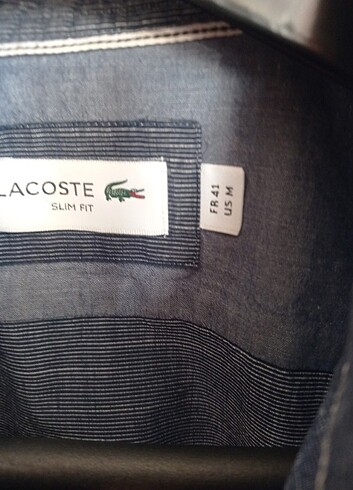 LACOSTE
SLIM FIT
FR 41
US M